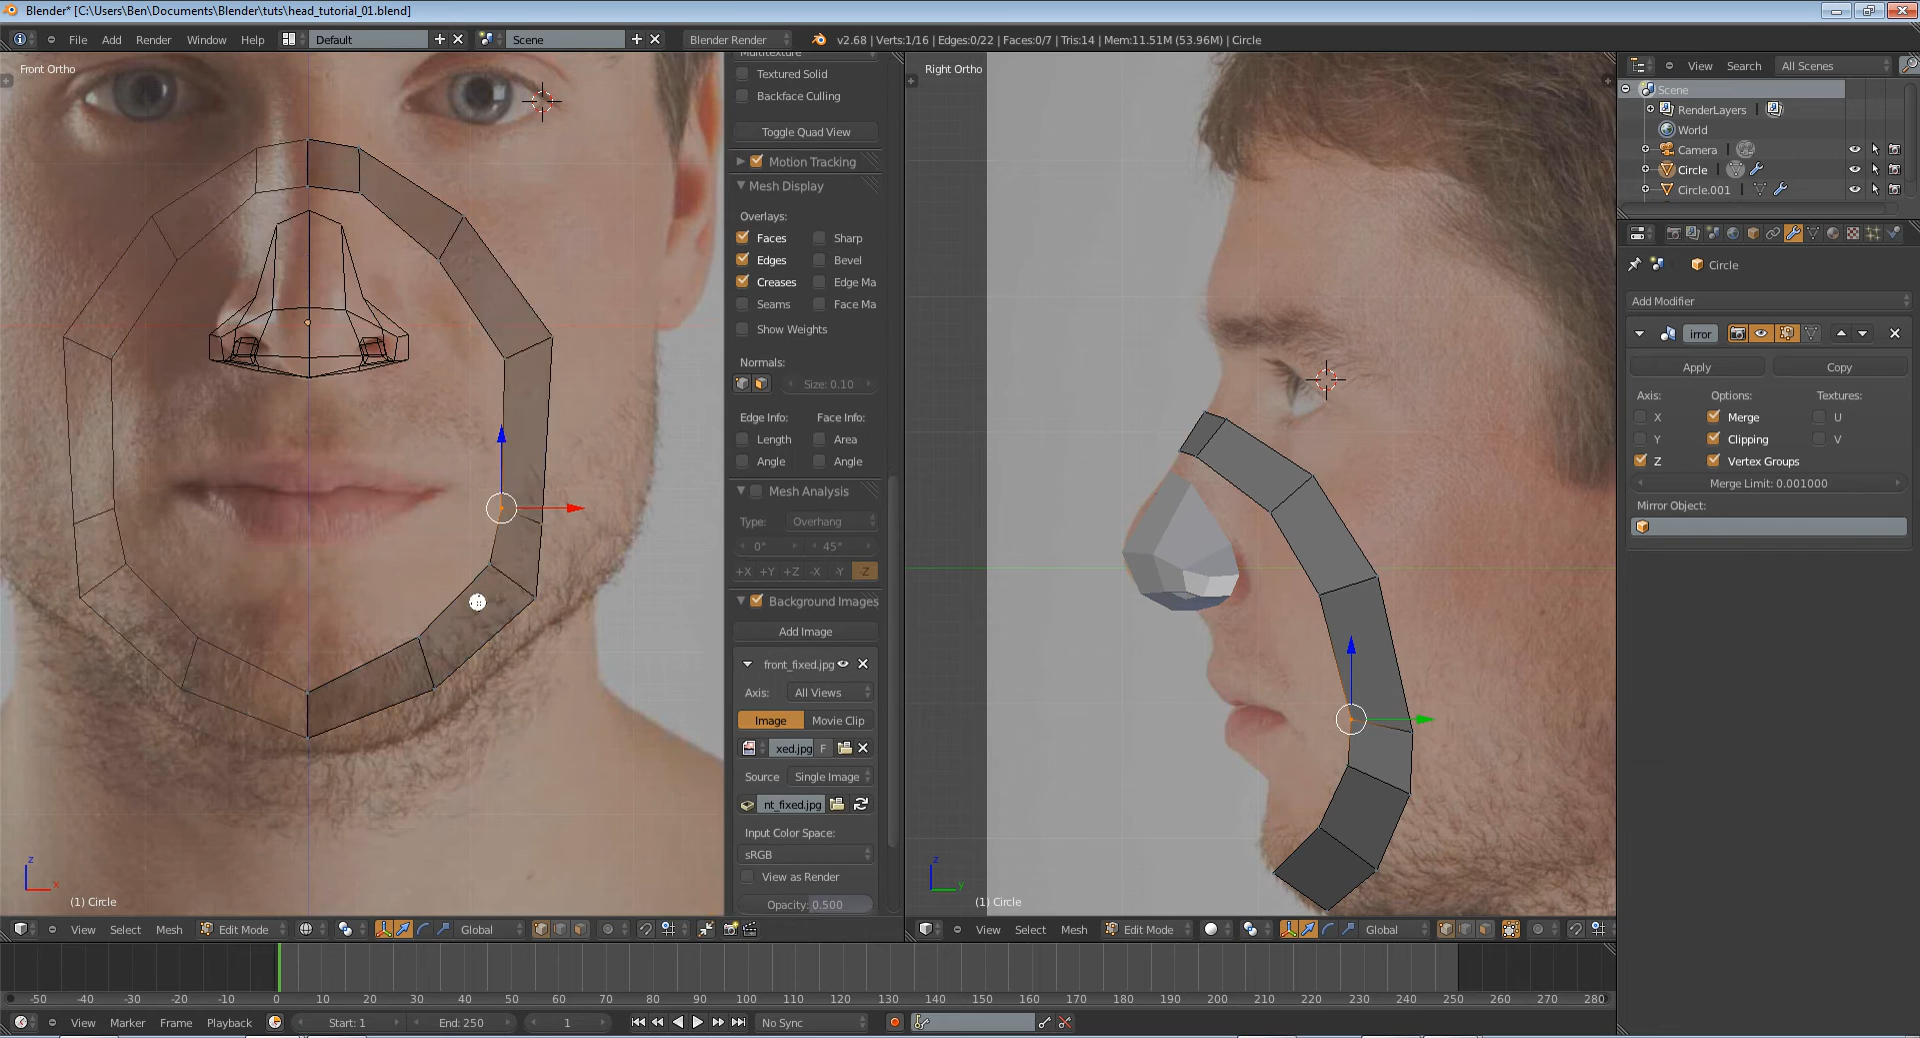 Blender* [C:\Users\Ben\Documents\Blender\tuts\head_tutorial_01.blend]
File Add Render Window Help Default Scene Blender Render v2.68 | Verts:1/16 | Edges:0/22 | Faces:0/7 | Tris:14 | Mem:11.51M (53.96M) | Circle
Front Ortho
Textured Solid
Backface Culling
Toggle Quad View
Motion Tracking
Mesh Display
Overlays:
Faces Sharp
Edges Bevel
Creases Edge Ma
Seams Face Ma
Show Weights
Normals:
Size: 0.10
Edge Info: Face Info:
Length Area
Angle Angle
Mesh Analysis
Type: Overhang
0° 45°
+X +Y +Z -X -Y -Z
Background Images
Add Image
front_fixed.jpg
Axis: All Views
Image Movie Clip
xed.jpg F
Source Single Image
nt_fixed.jpg
Input Color Space:
sRGB
View as Render
Opacity: 0.500
z
x
(1) Circle
View Select Mesh Edit Mode Global
Right Ortho
z
y
(1) Circle
View Select Mesh Edit Mode Global
View Search All Scenes
Scene
RenderLayers
World
Camera
Circle
Circle.001
Circle
Add Modifier
irror
Apply Copy
Axis: Options: Textures:
X Merge U
Y Clipping V
Z Vertex Groups
Merge Limit: 0.001000
Mirror Object:
-50 -40 -30 -20 -10 0 10 20 30 40 50 60 70 80 90 100 110 120 130 140 150 160 170 180 190 200 210 220 230 240 250 260 270 280
View Marker Frame Playback Start: 1 End: 250 1 No Sync